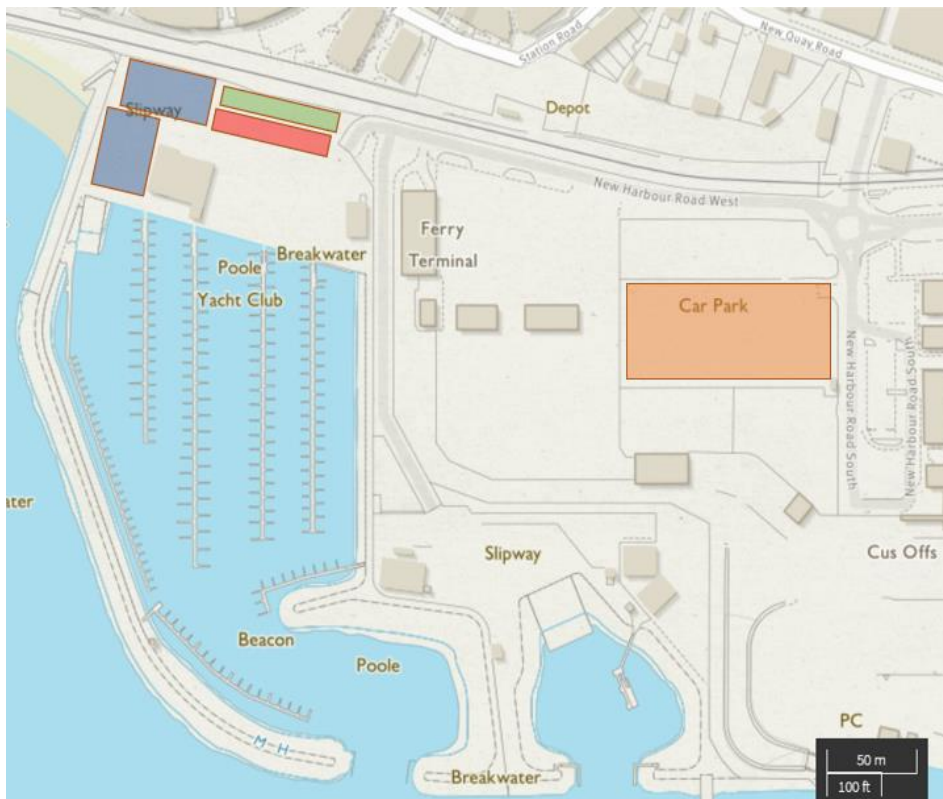 New Quay Road
Station Road
Depot
Slipway
New Harbour Road West
Ferry
Terminal
Breakwater
Poole
Yacht Club
Car Park
New Harbour Road South
New Harbour Road South
ater
Slipway
Cus Offs
Beacon
Poole
M H
PC
Breakwater
50 m
100 ft